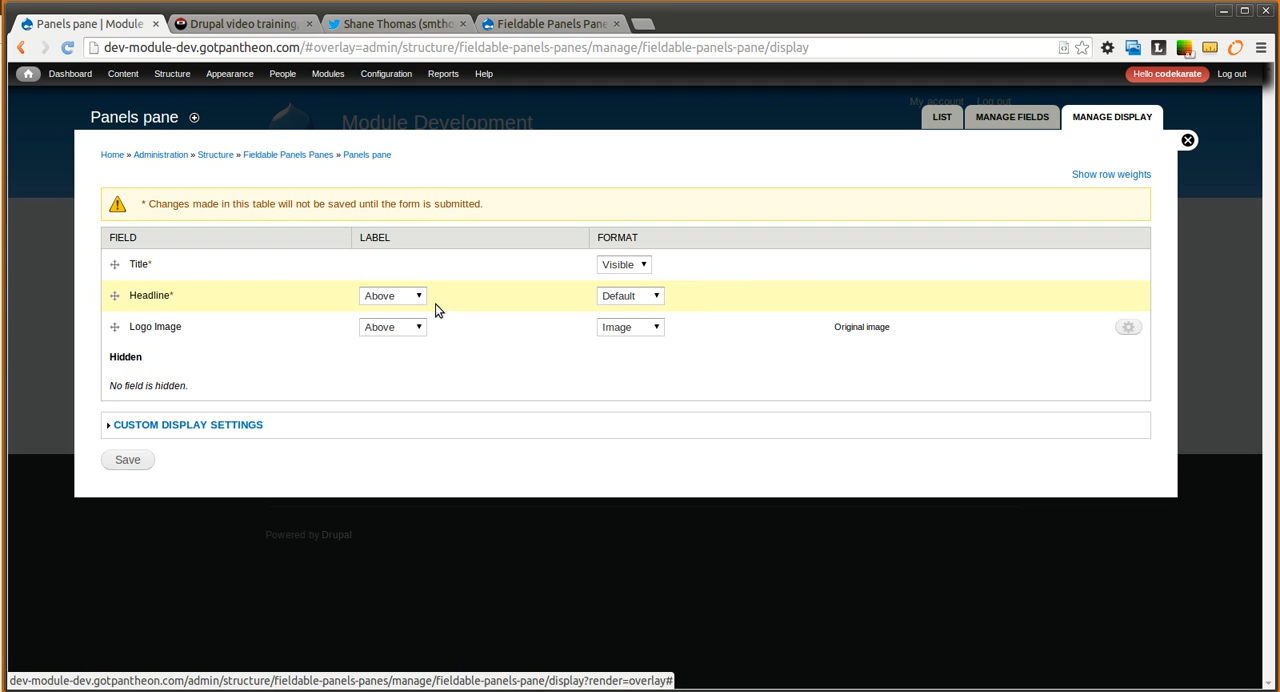 Panels pane | Module
Drupal video training,
Shane Thomas (smtho
Fieldable Panels Pane
dev-module-dev.gotpantheon.com/#overlay=admin/structure/fieldable-panels-panes/manage/fieldable-panels-pane/display
Dashboard Content Structure Appearance People Modules Configuration Reports Help
Hello codekarate Log out
My account Log out
Panels pane
Module Development
LIST MANAGE FIELDS MANAGE DISPLAY
Home » Administration » Structure » Fieldable Panels Panes » Panels pane
Show row weights
* Changes made in this table will not be saved until the form is submitted.
FIELD LABEL FORMAT
Title* Visible
Headline* Above Default
Logo Image Above Image Original image
Hidden
No field is hidden.
CUSTOM DISPLAY SETTINGS
Save
Powered by Drupal
dev-module-dev.gotpantheon.com/admin/structure/fieldable-panels-panes/manage/fieldable-panels-pane/display?render=overlay#